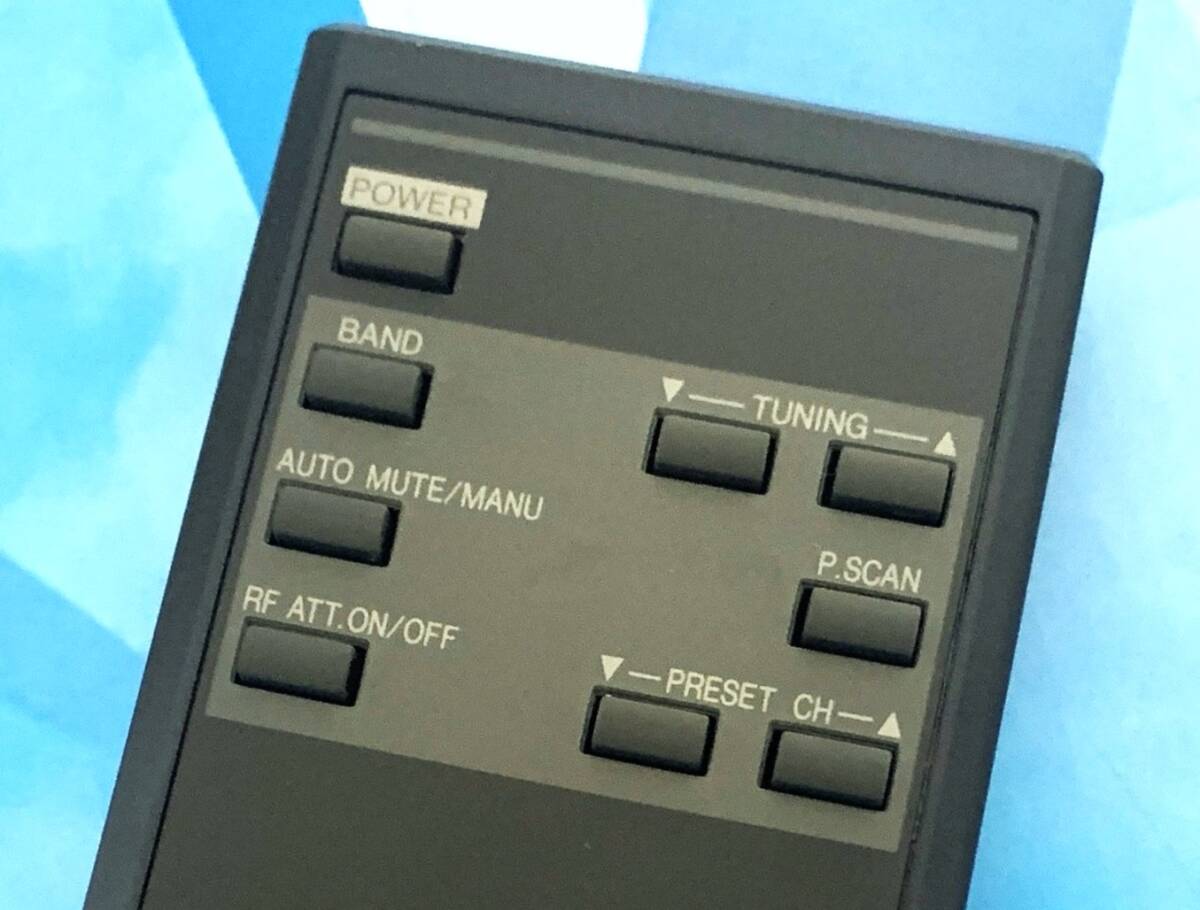 POWER
BAND
▼ — TUNING — ▲
AUTO MUTE/MANU
P.SCAN
RF ATT.ON/OFF
▼ — PRESET CH — ▲